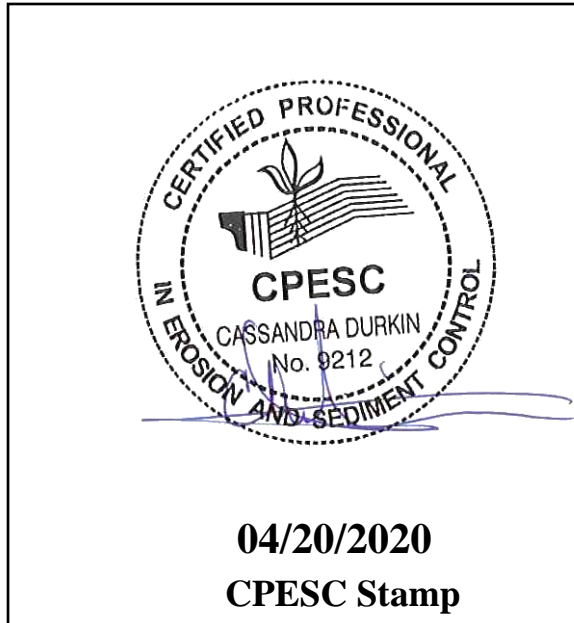 CERTIFIED PROFESSIONAL
IN EROSION AND SEDIMENT CONTROL
CPESC
CASSANDRA DURKIN
No. 9212
04/20/2020
CPESC Stamp